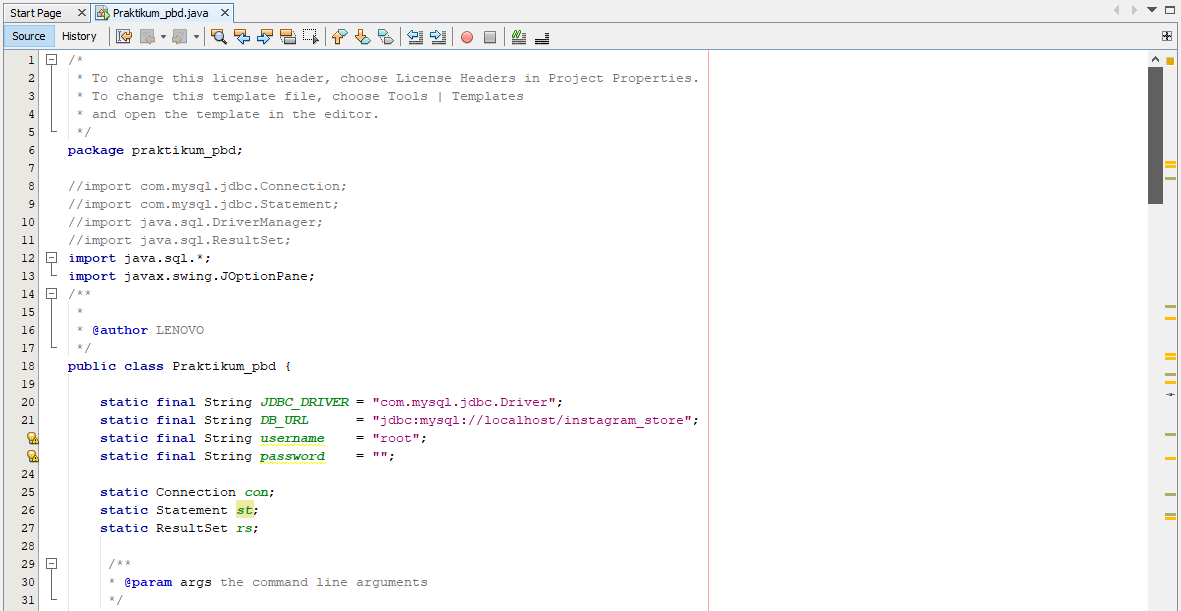 Start Page
Praktikum_pbd.java
Source History
1 /*
2 * To change this license header, choose License Headers in Project Properties.
3 * To change this template file, choose Tools | Templates
4 * and open the template in the editor.
5 */
6 package praktikum_pbd;
7
8 //import com.mysql.jdbc.Connection;
9 //import com.mysql.jdbc.Statement;
10 //import java.sql.DriverManager;
11 //import java.sql.ResultSet;
12 import java.sql.*;
13 import javax.swing.JOptionPane;
14 /**
15 *
16 * @author LENOVO
17 */
18 public class Praktikum_pbd {
19
20 static final String JDBC_DRIVER = "com.mysql.jdbc.Driver";
21 static final String DB_URL = "jdbc:mysql://localhost/instagram_store";
static final String username = "root";
static final String password = "";
24
25 static Connection con;
26 static Statement st;
27 static ResultSet rs;
28
29 /**
30 * @param args the command line arguments
31 */